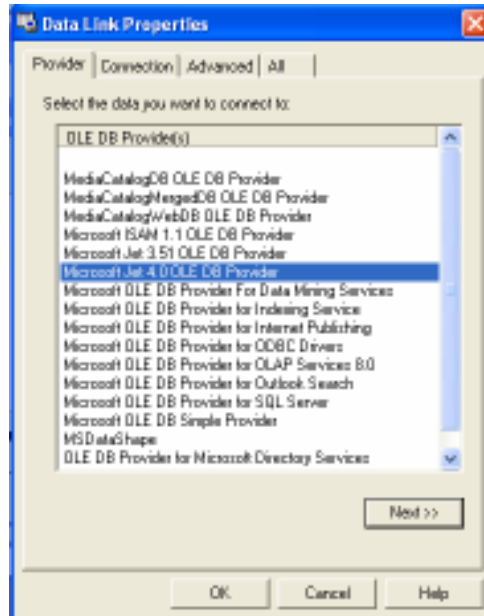 Data Link Properties
Provider Connection Advanced All
Select the data you want to connect to:
OLE DB Provider(s)
MediaCatalogDB OLE DB Provider
MediaCatalogMergedDB OLE DB Provider
MediaCatalogWebDB OLE DB Provider
Microsoft ISAM 1.1 OLE DB Provider
Microsoft Jet 3.51 OLE DB Provider
Microsoft Jet 4.0 OLE DB Provider
Microsoft OLE DB Provider For Data Mining Services
Microsoft OLE DB Provider for Indexing Service
Microsoft OLE DB Provider for Internet Publishing
Microsoft OLE DB Provider for ODBC Drivers
Microsoft OLE DB Provider for OLAP Services 8.0
Microsoft OLE DB Provider for Outlook Search
Microsoft OLE DB Provider for SQL Server
Microsoft OLE DB Simple Provider
MSDataShape
OLE DB Provider for Microsoft Directory Services
Next >>
OK Cancel Help